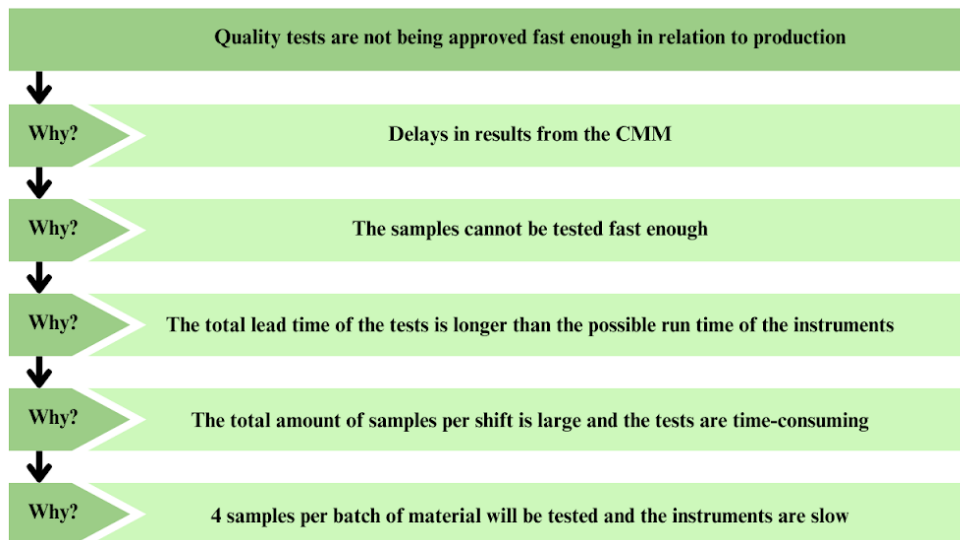 Quality tests are not being approved fast enough in relation to production
Why?
Delays in results from the CMM
Why?
The samples cannot be tested fast enough
Why?
The total lead time of the tests is longer than the possible run time of the instruments
Why?
The total amount of samples per shift is large and the tests are time-consuming
Why?
4 samples per batch of material will be tested and the instruments are slow